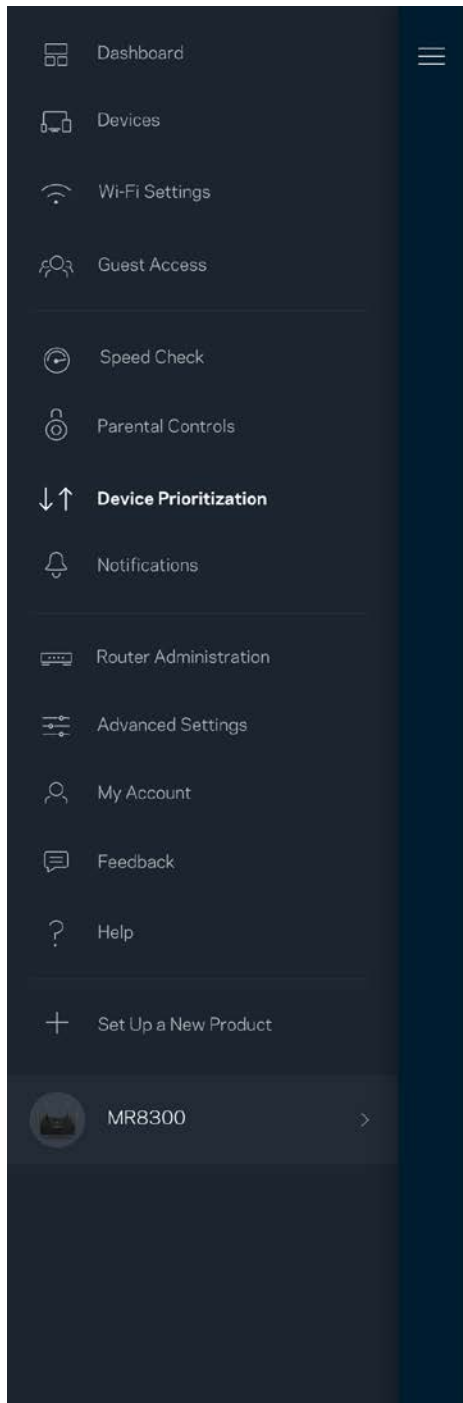 Dashboard
Devices
Wi-Fi Settings
Guest Access
Speed Check
Parental Controls
Device Prioritization
Notifications
Router Administration
Advanced Settings
My Account
Feedback
Help
Set Up a New Product
MR8300